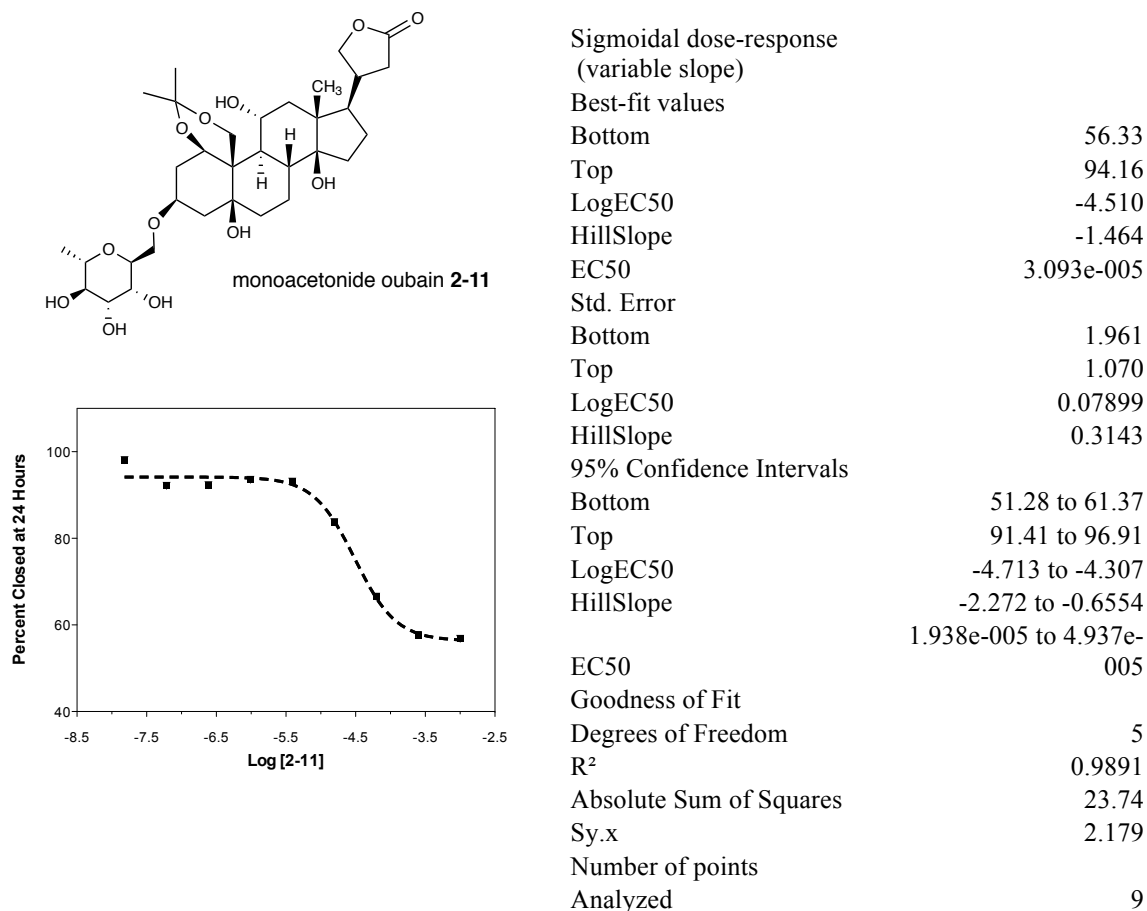 O
O
CH₃
HO
O
O
H
H
OH
OH
O
O
HO
OH
OH
monoacetonide oubain 2-11
Percent Closed at 24 Hours
100
80
60
40
-8.5 -7.5 -6.5 -5.5 -4.5 -3.5 -2.5
Log [2-11]
Sigmoidal dose-response
(variable slope)
Best-fit values
Bottom 56.33
Top 94.16
LogEC50 -4.510
HillSlope -1.464
EC50 3.093e-005
Std. Error
Bottom 1.961
Top 1.070
LogEC50 0.07899
HillSlope 0.3143
95% Confidence Intervals
Bottom 51.28 to 61.37
Top 91.41 to 96.91
LogEC50 -4.713 to -4.307
HillSlope -2.272 to -0.6554
1.938e-005 to 4.937e-
EC50 005
Goodness of Fit
Degrees of Freedom 5
R² 0.9891
Absolute Sum of Squares 23.74
Sy.x 2.179
Number of points
Analyzed 9